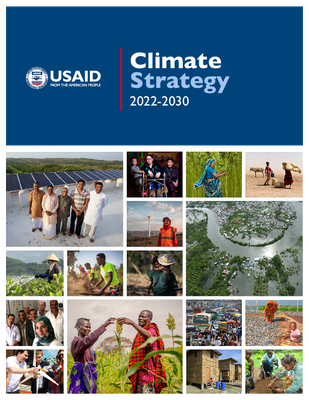 USAID
FROM THE AMERICAN PEOPLE
Climate
Strategy
2022-2030